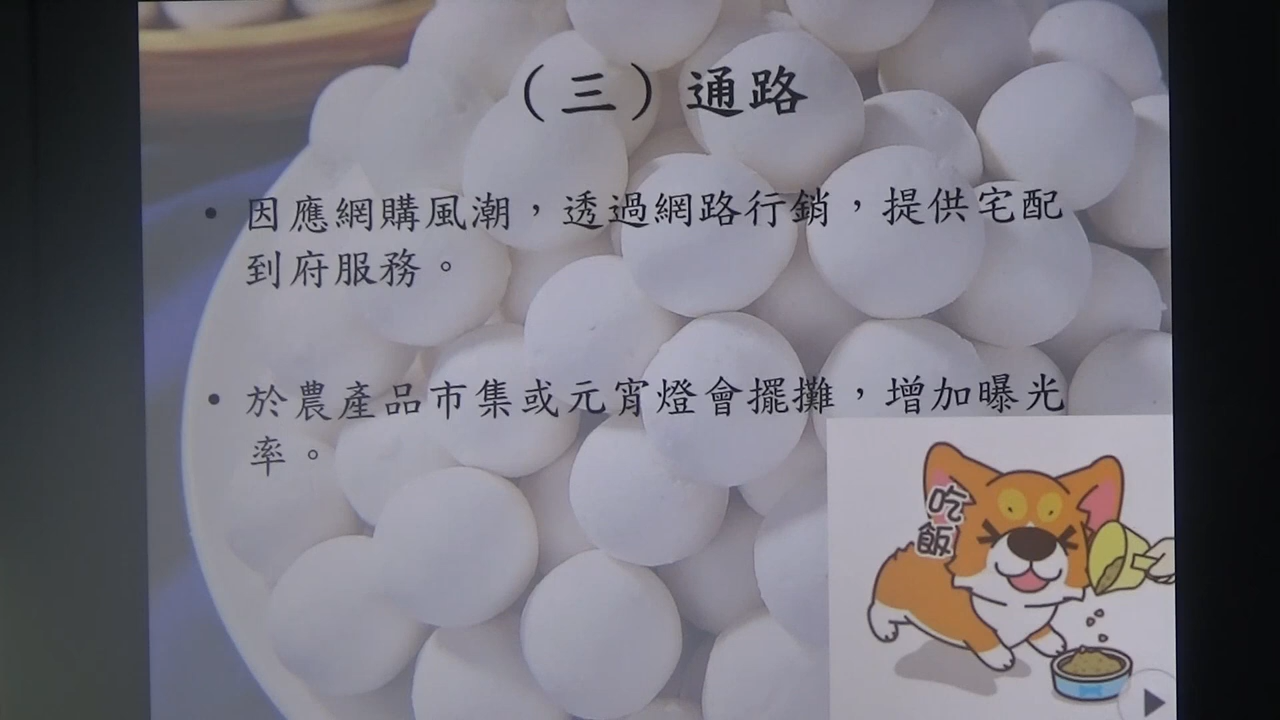 （三）通路
• 因應網購風潮，透過網路行銷，提供宅配
到府服務。
• 於農產品市集或元宵燈會擺攤，增加曝光
率。
吃
飯